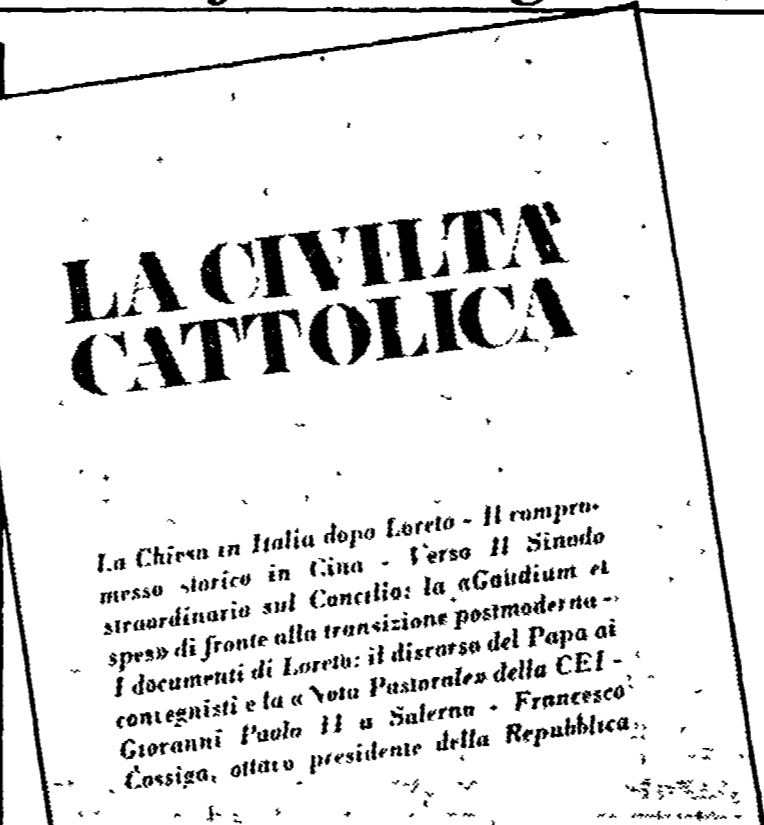 LA CIVILTA'
CATTOLICA
La Chiesa in Italia dopo Loreto - Il compro-
messo storico in Cina - Verso Il Sinodo
straordinario sul Concilio: la «Gaudium et
spes» di fronte alla transizione postmoderna -
I documenti di Loreto: il discorso del Papa ai
convegnisti e la «Nota Pastorale» della CEI -
Giovanni Paolo II a Salerno - Francesco
Cossiga, ottavo presidente della Repubblica.